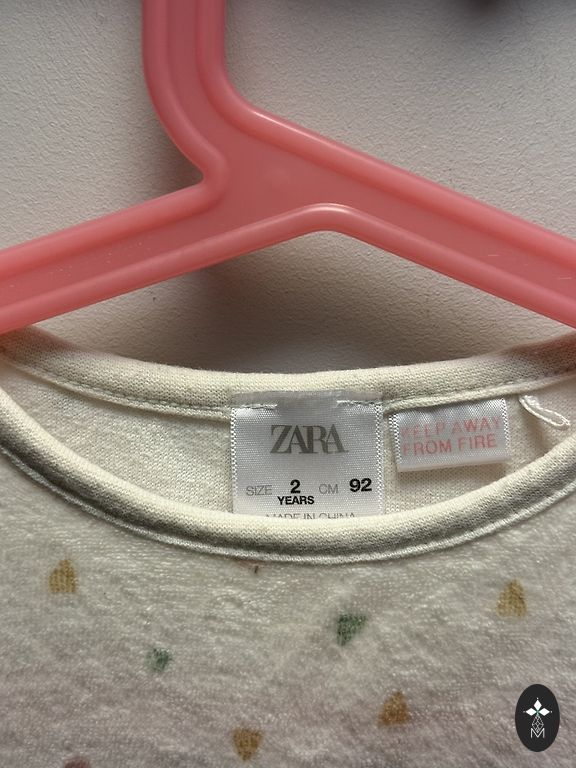 ZARA
SIZE 2 YEARS CM 92
MADE IN CHINA
KEEP AWAY
FROM FIRE
M